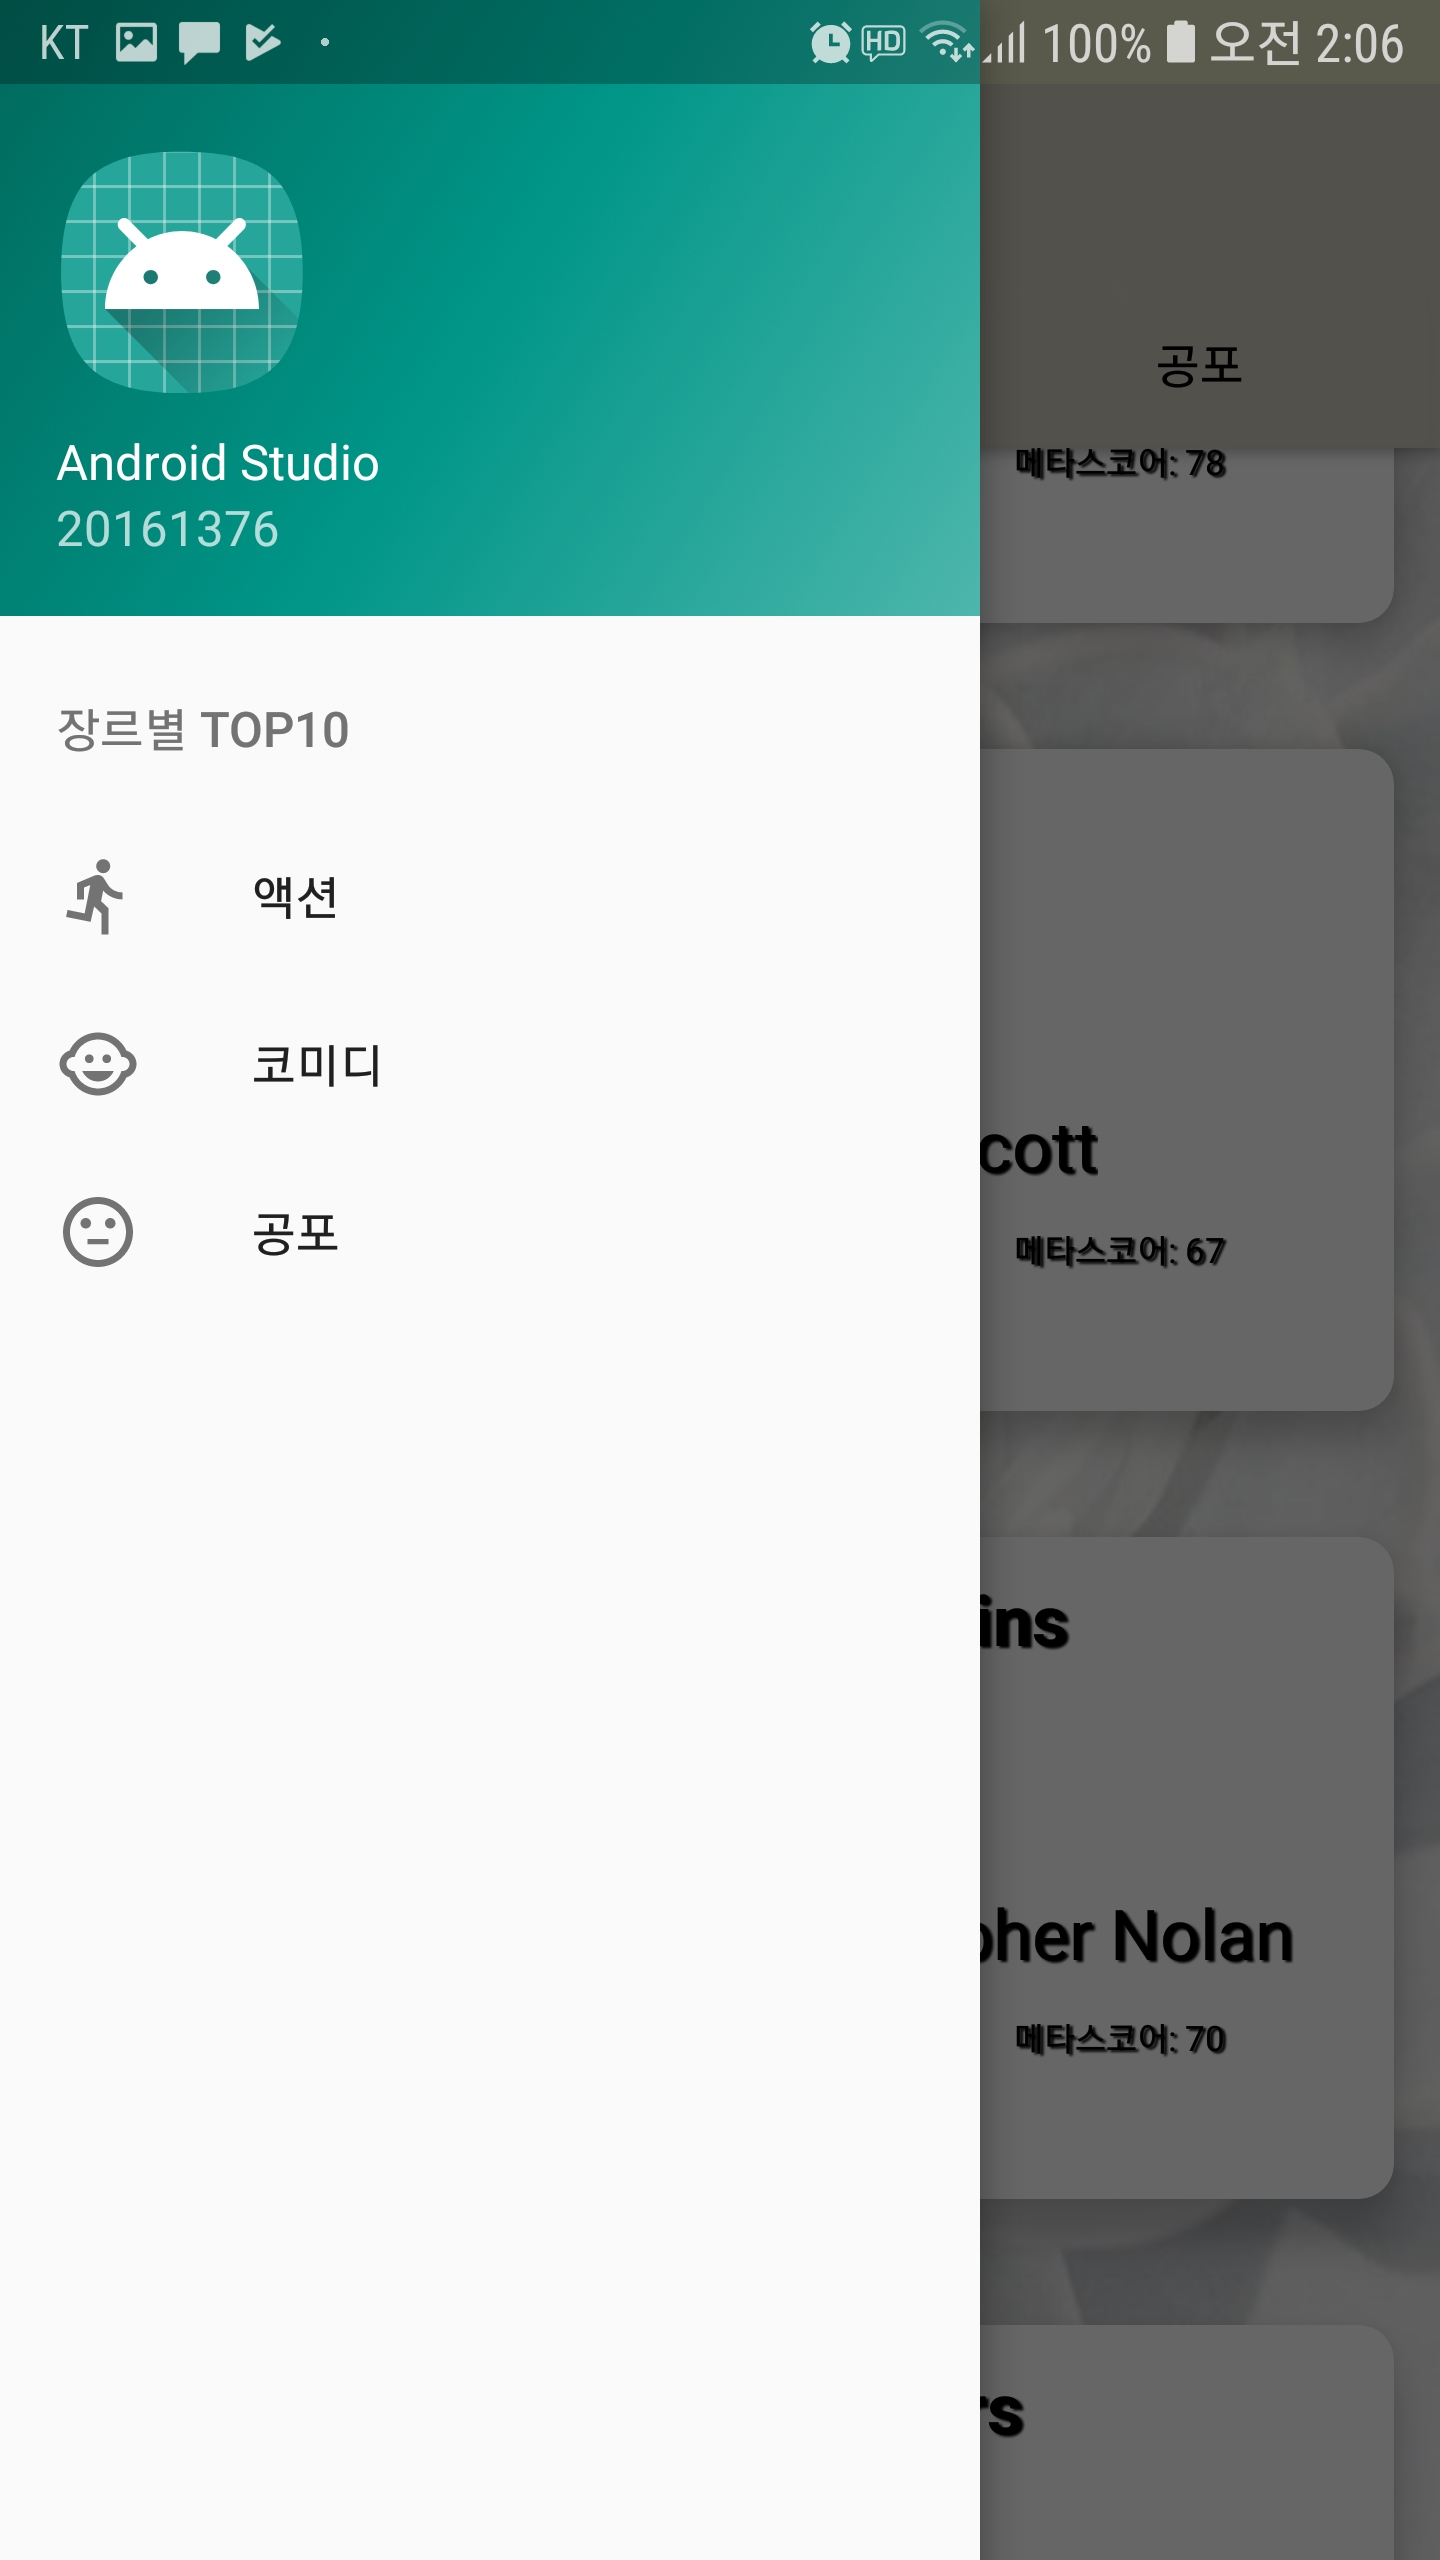 KT HD 100% 오전 2:06
Android Studio
20161376
장르별 TOP10
액션
코미디
공포
공포
메타스코어: 78
cott
메타스코어: 67
ins
pher Nolan
메타스코어: 70
rs